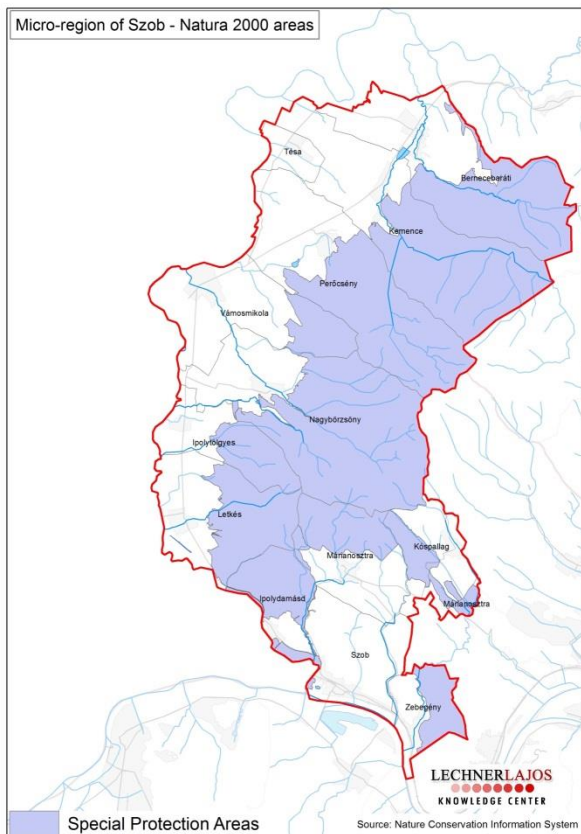 Micro-region of Szob - Natura 2000 areas
Tésa
Bernecebaráti
Kemence
Perőcsény
Vámosmikola
Nagybörzsöny
Ipolytölgyes
Letkés
Kóspallag
Márianosztra
Ipolydamásd
Márianosztra
Szob
Zebegény
LECHNERLAJOS
KNOWLEDGE CENTER
Special Protection Areas
Source: Nature Conservation Information System